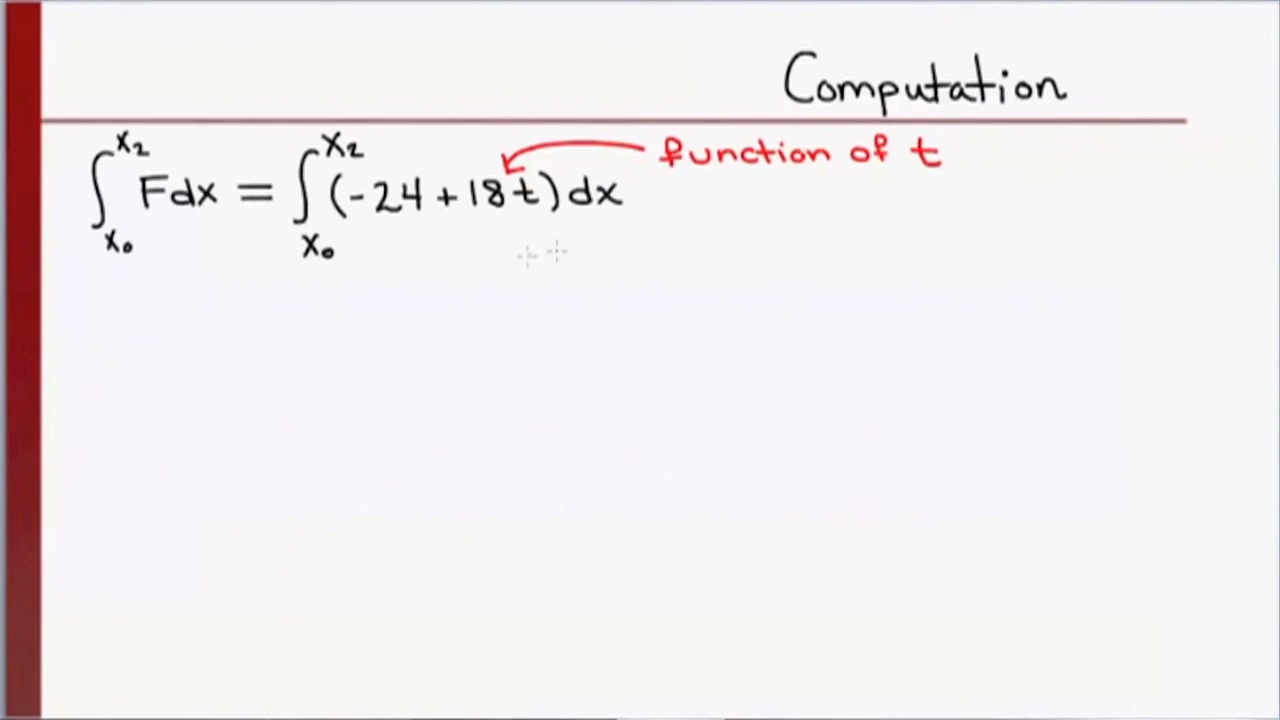 Computation
∫_{x₀}^{x₂} Fdx = ∫_{x₀}^{x₂} (-24 + 18t) dx function of t